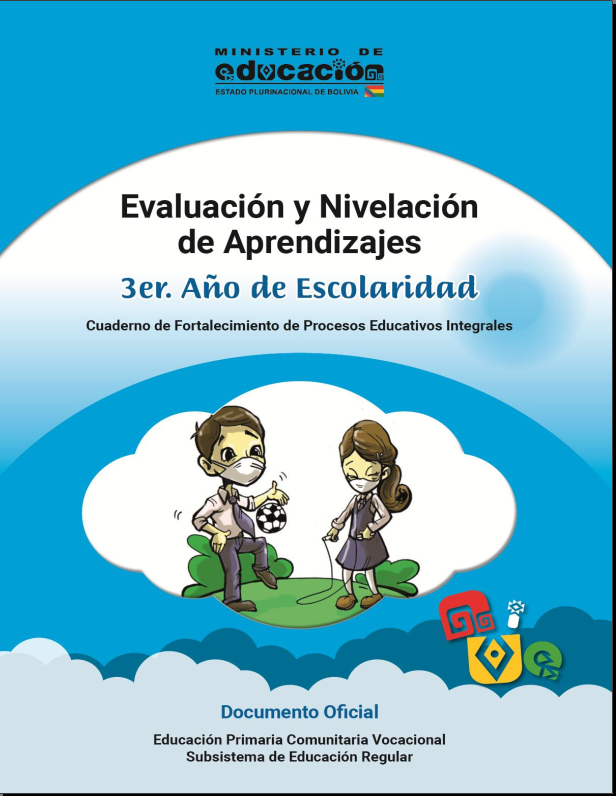 MINISTERIO DE
educación
ESTADO PLURINACIONAL DE BOLIVIA
Evaluación y Nivelación
de Aprendizajes
3er. Año de Escolaridad
Cuaderno de Fortalecimiento de Procesos Educativos Integrales
Documento Oficial
Educación Primaria Comunitaria Vocacional
Subsistema de Educación Regular